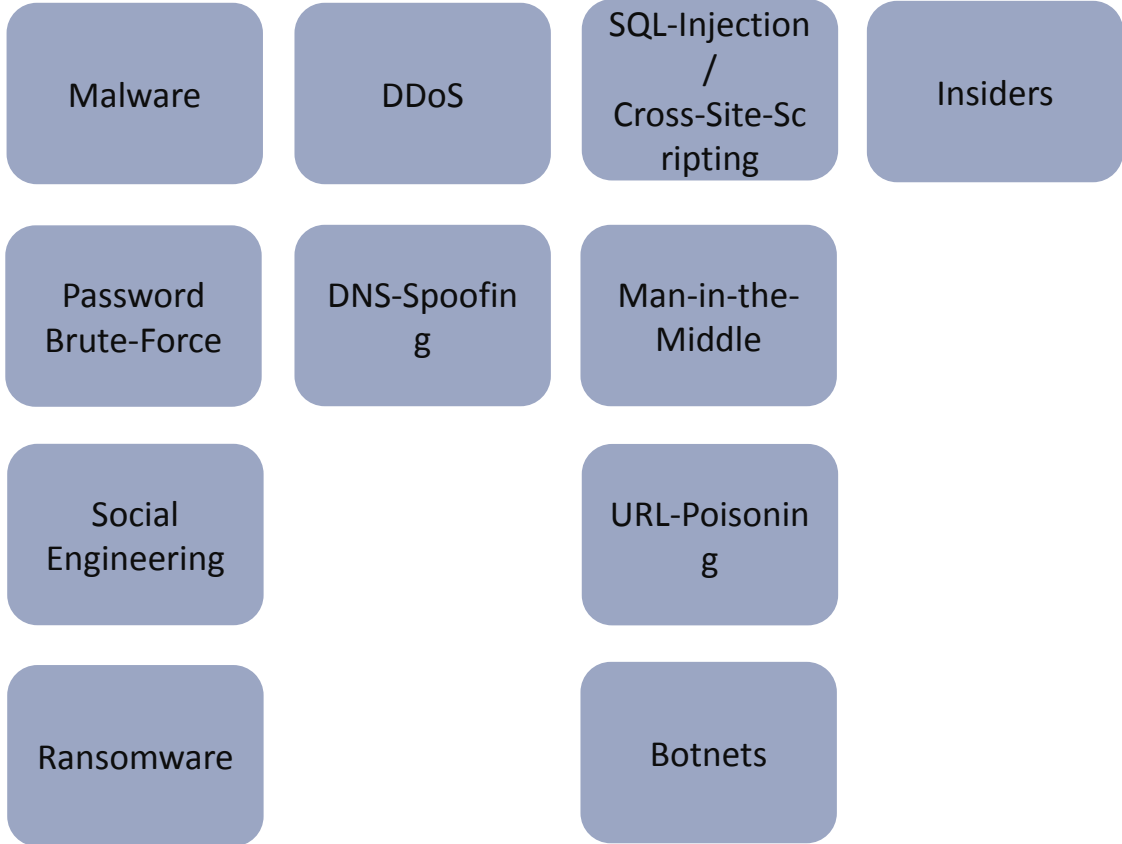 Malware
DDoS
SQL-Injection
/
Cross-Site-Sc
ripting
Insiders
Password
Brute-Force
DNS-Spoofin
g
Man-in-the-
Middle
Social
Engineering
URL-Poisonin
g
Ransomware
Botnets